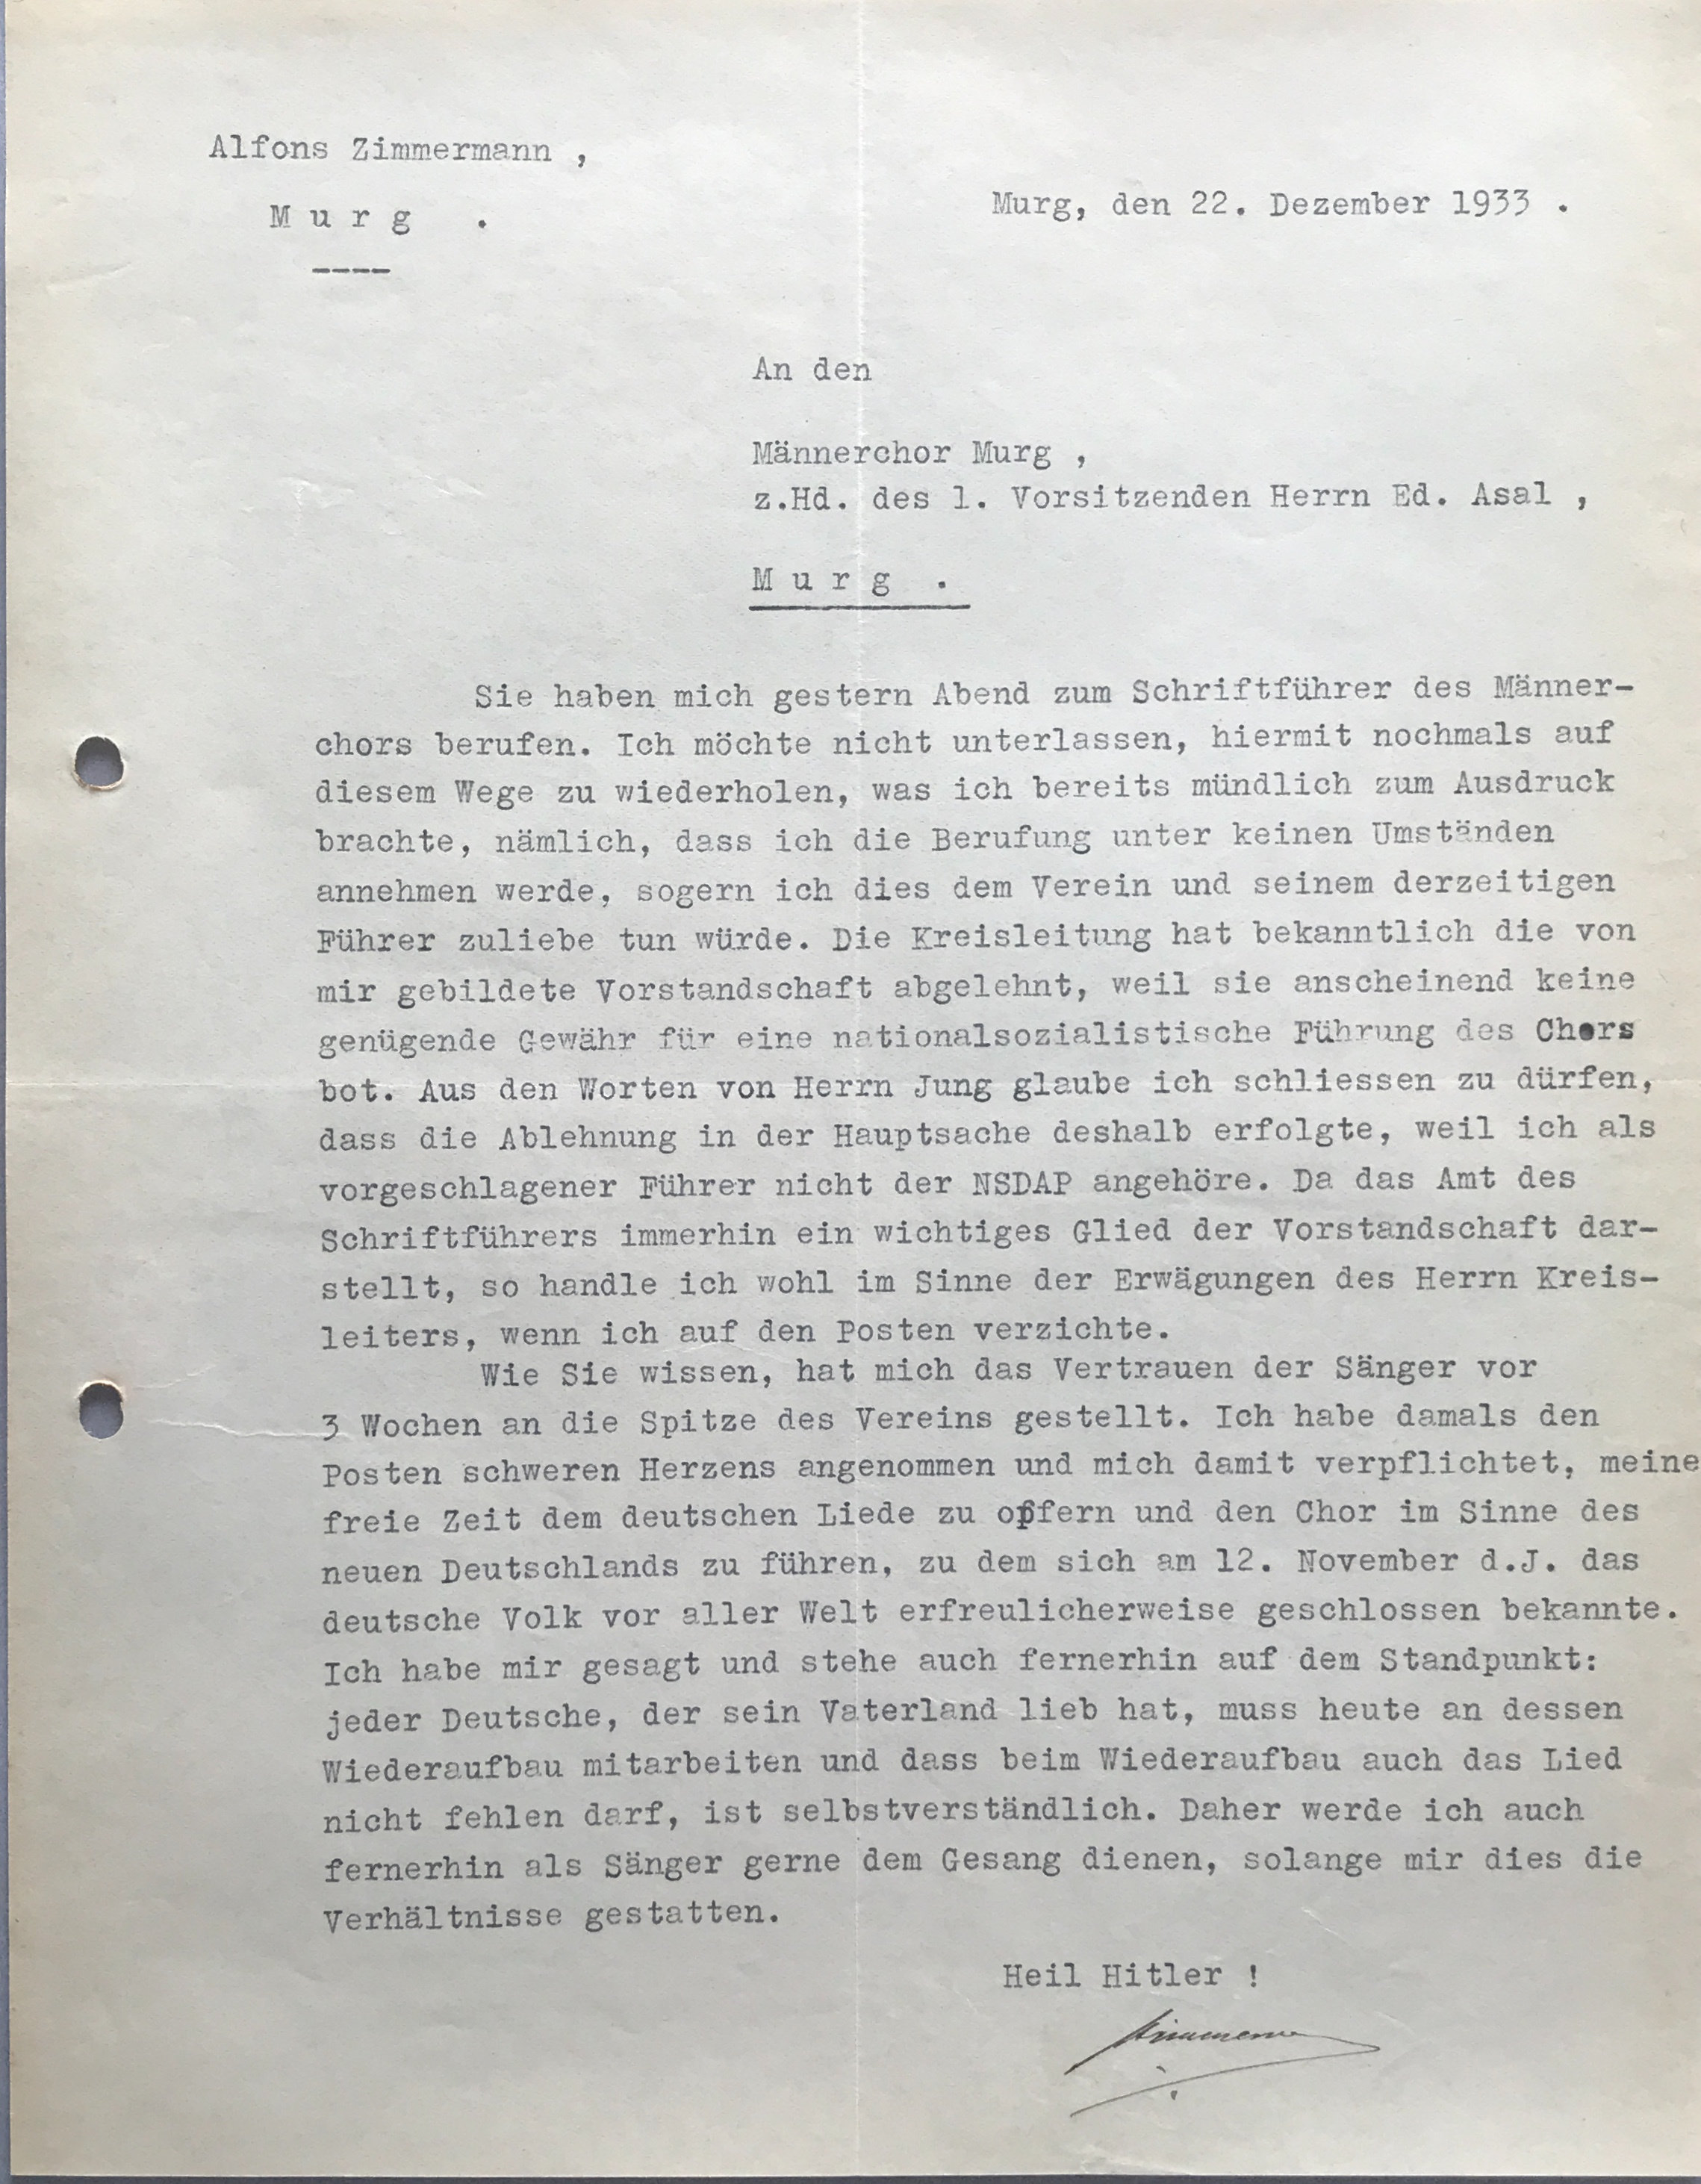 Alfons Zimmermann ,
M u r g .
----
Murg, den 22. Dezember 1933 .
An den
Männerchor Murg ,
z.Hd. des 1. Vorsitzenden Herrn Ed. Asal ,
M u r g .
Sie haben mich gestern Abend zum Schriftführer des Männer-
chors berufen. Ich möchte nicht unterlassen, hiermit nochmals auf
diesem Wege zu wiederholen, was ich bereits mündlich zum Ausdruck
brachte, nämlich, dass ich die Berufung unter keinen Umständen
annehmen werde, sogern ich dies dem Verein und seinem derzeitigen
Führer zuliebe tun würde. Die Kreisleitung hat bekanntlich die von
mir gebildete Vorstandschaft abgelehnt, weil sie anscheinend keine
genügende Gewähr für eine nationalsozialistische Führung des Chors
bot. Aus den Worten von Herrn Jung glaube ich schliessen zu dürfen,
dass die Ablehnung in der Hauptsache deshalb erfolgte, weil ich als
vorgeschlagener Führer nicht der NSDAP angehöre. Da das Amt des
Schriftführers immerhin ein wichtiges Glied der Vorstandschaft dar-
stellt, so handle ich wohl im Sinne der Erwägungen des Herrn Kreis-
leiters, wenn ich auf den Posten verzichte.
Wie Sie wissen, hat mich das Vertrauen der Sänger vor
3 Wochen an die Spitze des Vereins gestellt. Ich habe damals den
Posten schweren Herzens angenommen und mich damit verpflichtet, meine
freie Zeit dem deutschen Liede zu opfern und den Chor im Sinne des
neuen Deutschlands zu führen, zu dem sich am 12. November d.J. das
deutsche Volk vor aller Welt erfreulicherweise geschlossen bekannte.
Ich habe mir gesagt und stehe auch fernerhin auf dem Standpunkt:
jeder Deutsche, der sein Vaterland lieb hat, muss heute an dessen
Wiederaufbau mitarbeiten und dass beim Wiederaufbau auch das Lied
nicht fehlen darf, ist selbstverständlich. Daher werde ich auch
fernerhin als Sänger gerne dem Gesang dienen, solange mir dies die
Verhältnisse gestatten.
Heil Hitler !